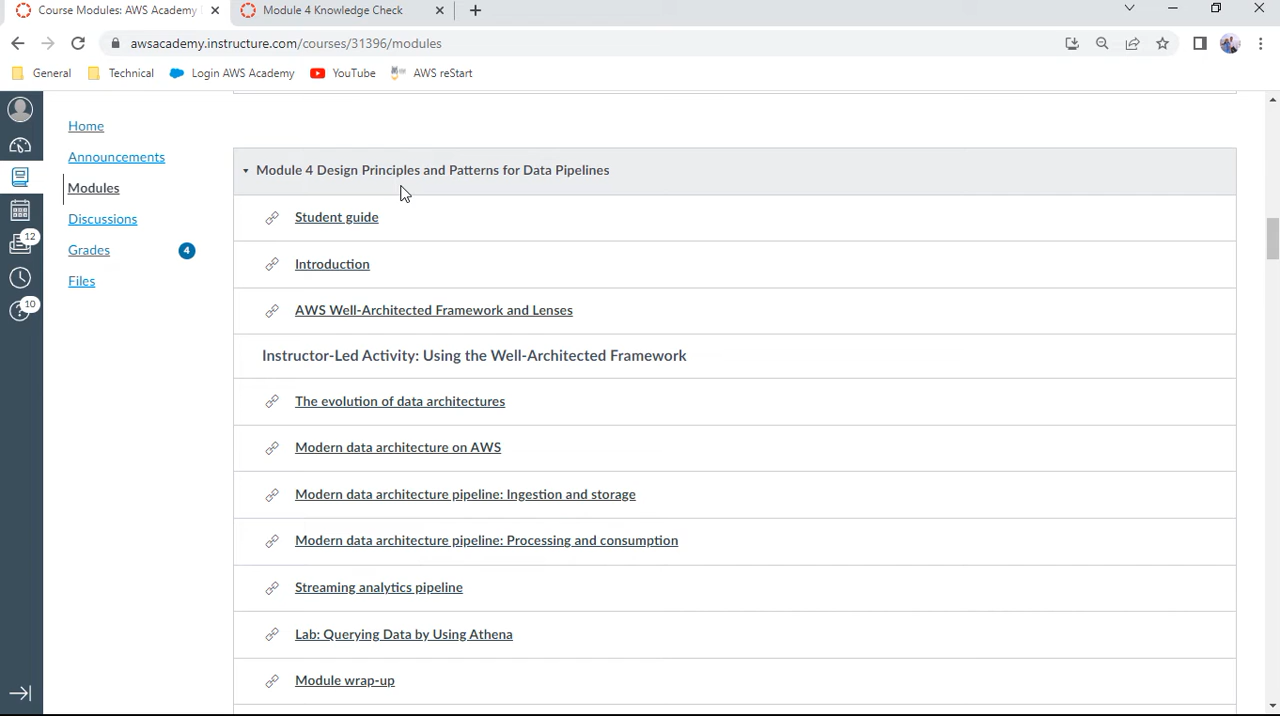 Course Modules: AWS Academy
Module 4 Knowledge Check
awsacademy.instructure.com/courses/31396/modules
General
Technical
Login AWS Academy
YouTube
AWS reStart
Home
Announcements
Modules
Discussions
Grades
4
Files
12
10
Module 4 Design Principles and Patterns for Data Pipelines
Student guide
Introduction
AWS Well-Architected Framework and Lenses
Instructor-Led Activity: Using the Well-Architected Framework
The evolution of data architectures
Modern data architecture on AWS
Modern data architecture pipeline: Ingestion and storage
Modern data architecture pipeline: Processing and consumption
Streaming analytics pipeline
Lab: Querying Data by Using Athena
Module wrap-up